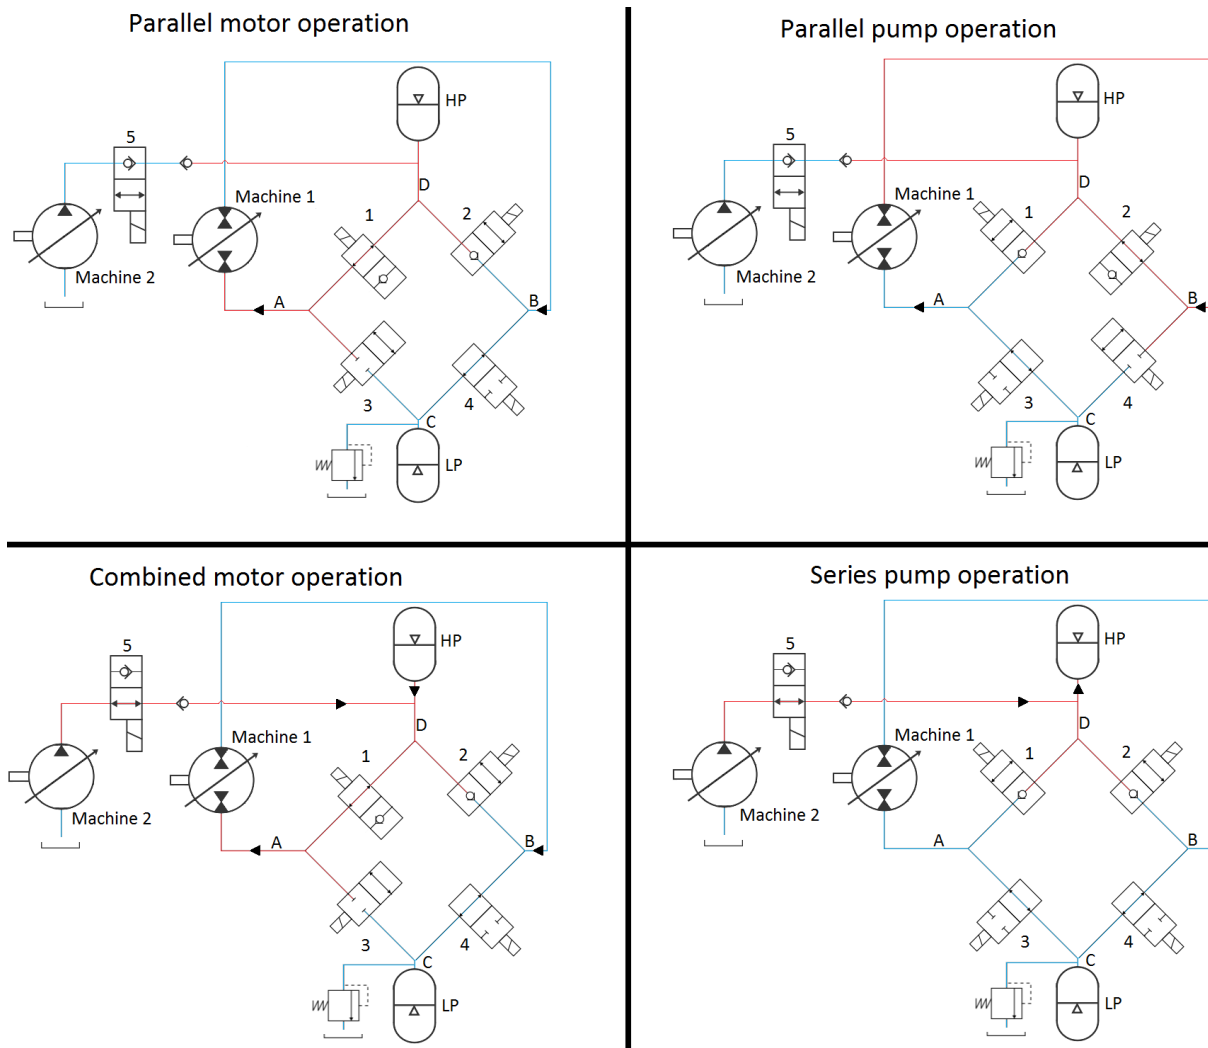 Parallel motor operation
5
HP
D
Machine 1
1
2
Machine 2
A
B
3
4
C
LP
Parallel pump operation
5
HP
D
Machine 1
1
2
Machine 2
A
B
3
4
C
LP
Combined motor operation
5
HP
D
Machine 1
1
2
Machine 2
A
B
3
4
C
LP
Series pump operation
5
HP
D
Machine 1
1
2
Machine 2
A
B
3
4
C
LP